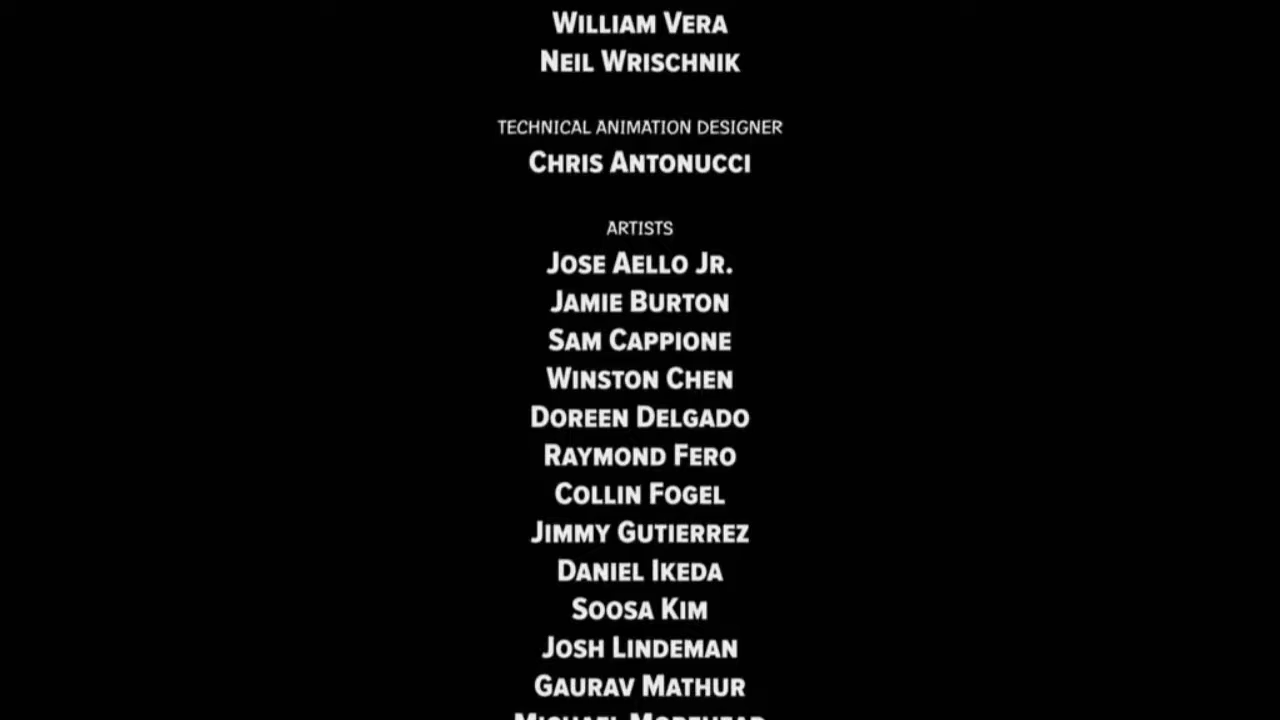 WILLIAM VERA
NEIL WRISCHNIK
TECHNICAL ANIMATION DESIGNER
CHRIS ANTONUCCI
ARTISTS
JOSE AELLO JR.
JAMIE BURTON
SAM CAPPIONE
WINSTON CHEN
DOREEN DELGADO
RAYMOND FERO
COLLIN FOGEL
JIMMY GUTIERREZ
DANIEL IKEDA
SOOSA KIM
JOSH LINDEMAN
GAURAV MATHUR
MICHAEL